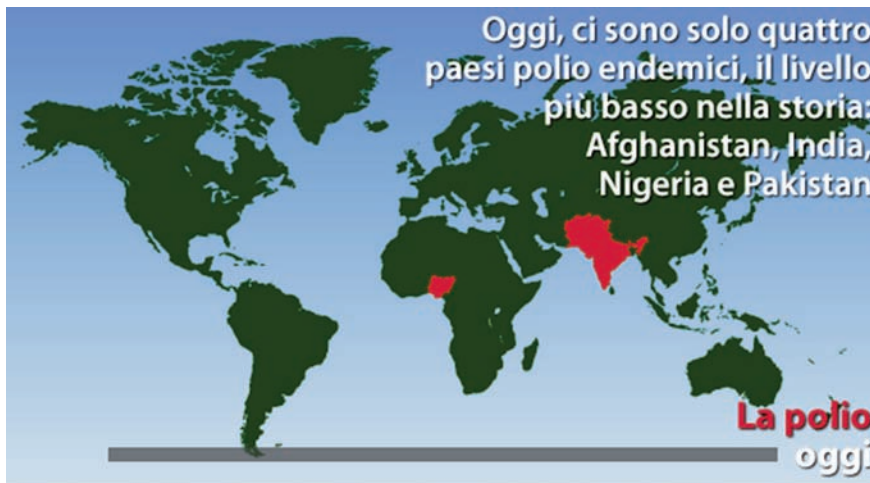 Oggi, ci sono solo quattro
paesi polio endemici, il livello
più basso nella storia:
Afghanistan, India,
Nigeria e Pakistan
La polio
oggi